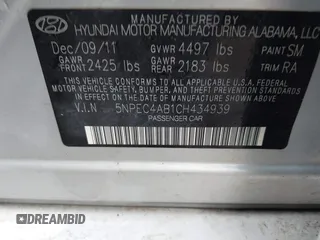 HYUNDAI MOTOR MANUFACTURING ALABAMA, LLC
Dec/09/11 GVWR 4497 lbs PAINT SM
GAWR FRONT 2425 lbs GAWR REAR 2183 lbs TRIM RA
THIS VEHICLE CONFORMS TO ALL APPLICABLE U.S. FEDERAL
MOTOR VEHICLE SAFETY, BUMPER, AND THEFT PREVENTION
STANDARDS IN EFFECT ON THE DATE OF MANUFACTURE SHOWN ABOVE.
V.I.N 5NPEC4AB1CH434939
PASSENGER CAR
DREAMBID